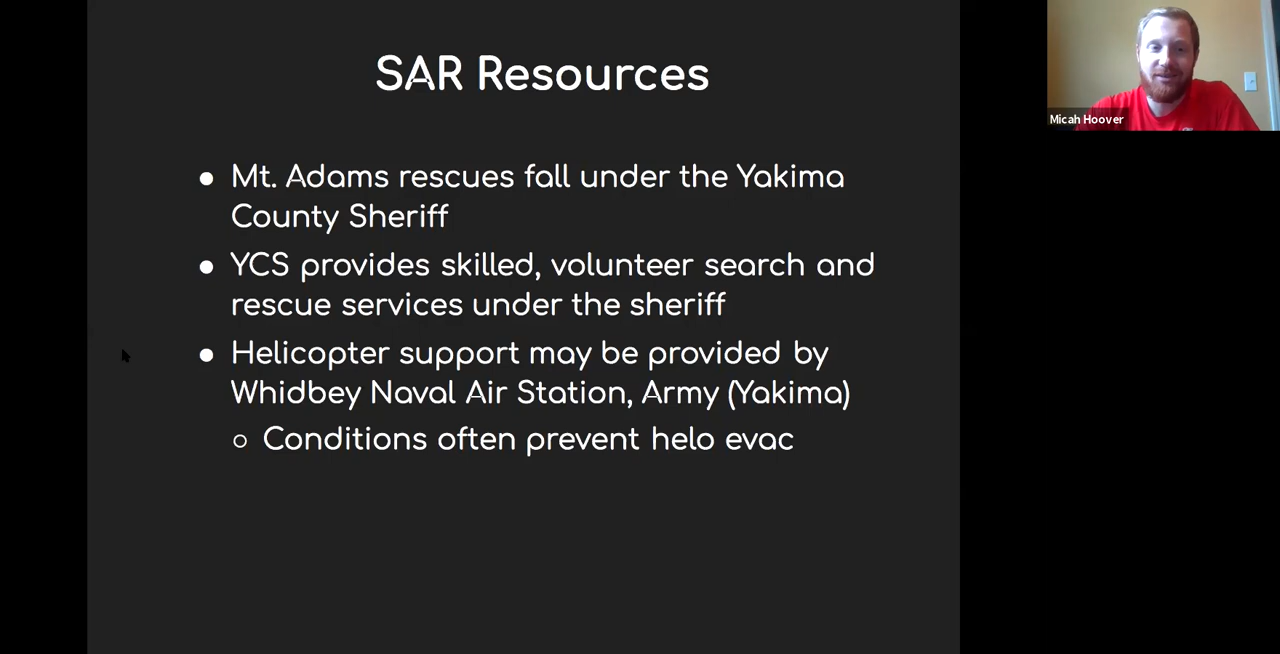 SAR Resources
Micah Hoover
● Mt. Adams rescues fall under the Yakima
County Sheriff
● YCS provides skilled, volunteer search and
rescue services under the sheriff
● Helicopter support may be provided by
Whidbey Naval Air Station, Army (Yakima)
○ Conditions often prevent helo evac